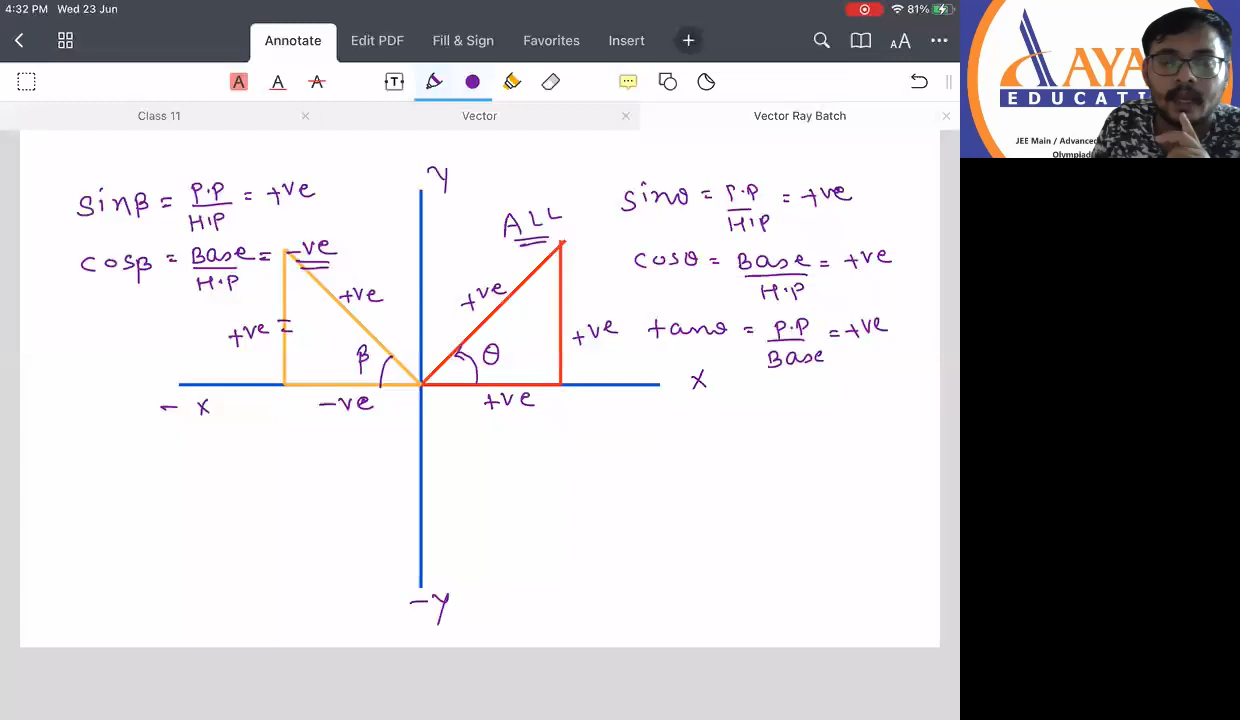 4:32 PM Wed 23 Jun
81%
Annotate
Edit PDF
Fill & Sign
Favorites
Insert
AA
A A A T
Class 11
Vector
Vector Ray Batch
AYA
EDUCATI
JEE Main / Advanced
Olympiad
Y
ALL
sinβ = P.P/H.P = +ve
cosβ = Base/H.P = -ve
sinθ = P.P/H.P = +ve
cosθ = Base/H.P = +ve
tanθ = P.P/Base = +ve
+ve
+ve
+ve
+ve
β
θ
- x
-ve
+ve
x
-Y